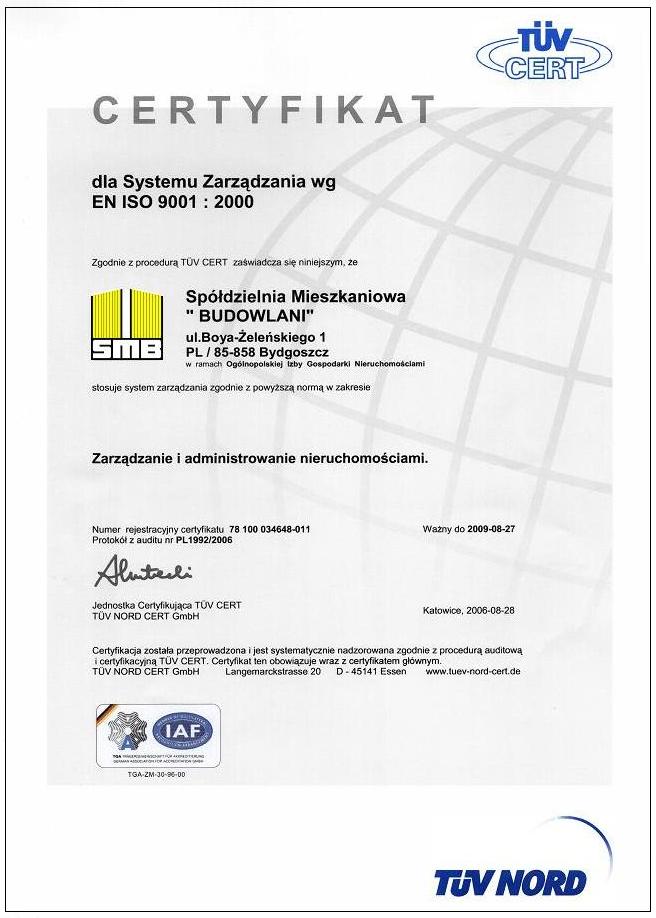 TÜV
CERT
CERTYFIKAT
dla Systemu Zarządzania wg
EN ISO 9001 : 2000
Zgodnie z procedurą TÜV CERT zaświadcza się niniejszym, że
SMB
Spółdzielnia Mieszkaniowa
" BUDOWLANI"
ul.Boya-Żeleńskiego 1
PL / 85-858 Bydgoszcz
w ramach Ogólnopolskiej Izby Gospodarki Nieruchomościami
stosuje system zarządzania zgodnie z powyższą normą w zakresie
Zarządzanie i administrowanie nieruchomościami.
Numer rejestracyjny certyfikatu 78 100 034648-011
Ważny do 2009-08-27
Protokół z auditu nr PL1992/2006
Jednostka Certyfikująca TÜV CERT
TÜV NORD CERT GmbH
Katowice, 2006-08-28
Certyfikacja została przeprowadzona i jest systematycznie nadzorowana zgodnie z procedurą auditową
i certyfikacyjną TÜV CERT. Certyfikat ten obowiązuje wraz z certyfikatem głównym.
TÜV NORD CERT GmbH Langemarckstrasse 20 D - 45141 Essen www.tuev-nord-cert.de
IAF
TGA
GERMAN ASSOCIATION FOR ACCREDITATION GMBH
TGA-ZM-30-96-00
TÜV NORD